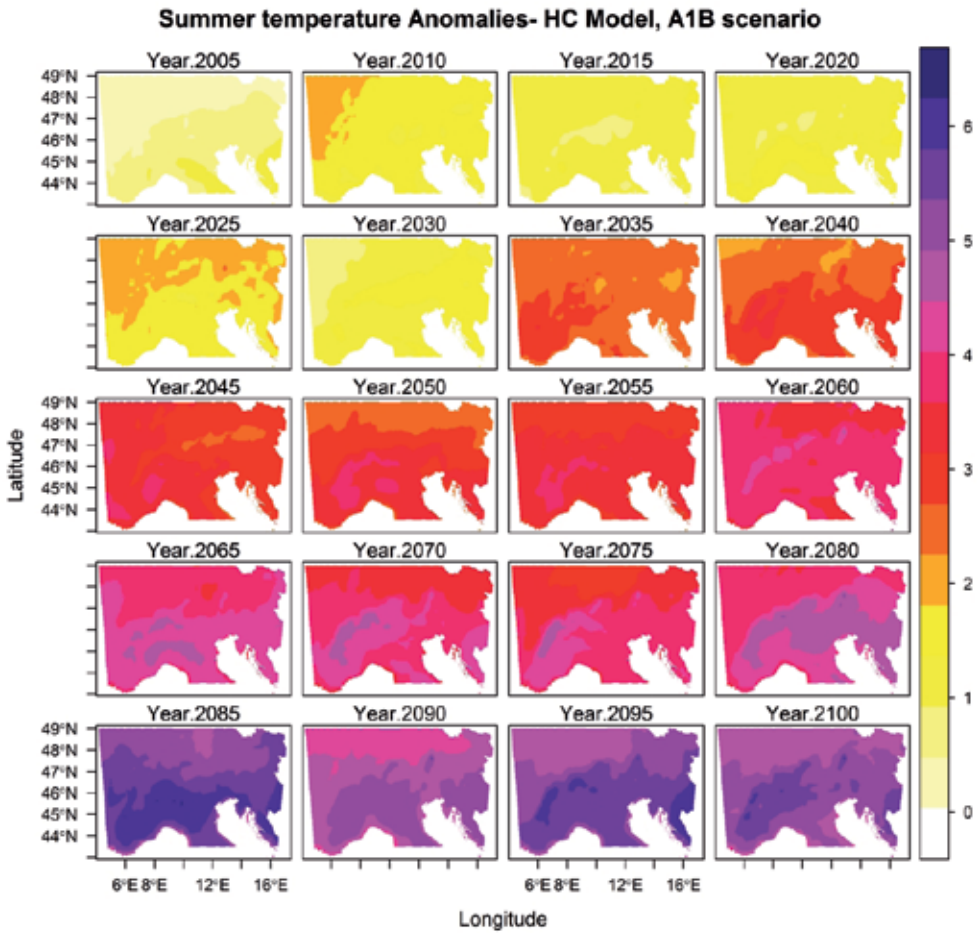 Summer temperature Anomalies- HC Model, A1B scenario
Year.2005 Year.2010 Year.2015 Year.2020
49°N
48°N
47°N
46°N
45°N
44°N
Year.2025 Year.2030 Year.2035 Year.2040
Year.2045 Year.2050 Year.2055 Year.2060
49°N
48°N
47°N
46°N
45°N
44°N
Year.2065 Year.2070 Year.2075 Year.2080
Year.2085 Year.2090 Year.2095 Year.2100
49°N
48°N
47°N
46°N
45°N
44°N
6°E 8°E 12°E 16°E 6°E 8°E 12°E 16°E
Longitude
Latitude
6
5
4
3
2
1
0